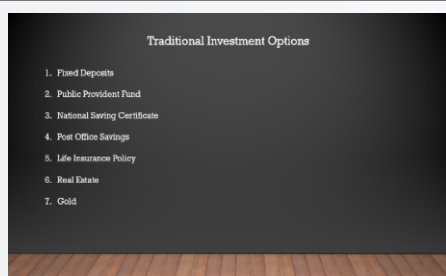 Traditional Investment Options
1. Fixed Deposits
2. Public Provident Fund
3. National Saving Certificate
4. Post Office Savings
5. Life Insurance Policy
6. Real Estate
7. Gold